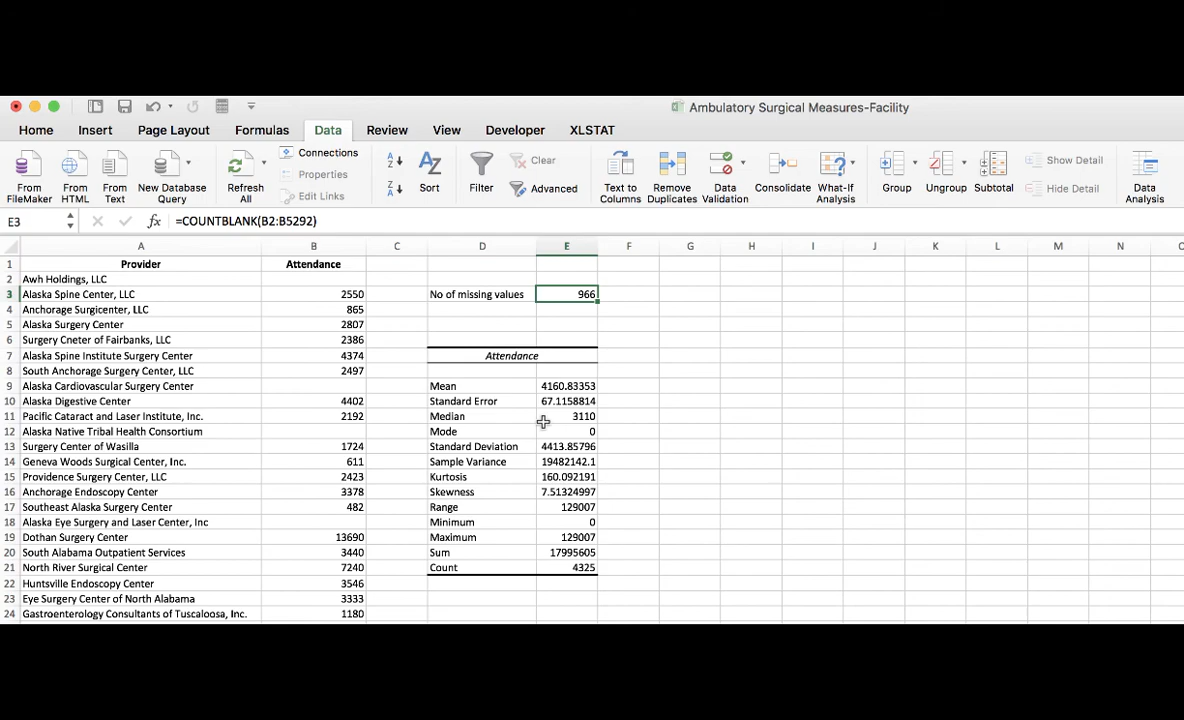 Ambulatory Surgical Measures-Facility
Home Insert Page Layout Formulas Data Review View Developer XLSTAT
From FileMaker From HTML From Text New Database Query Refresh All Connections Properties Edit Links Sort Filter Clear Advanced Text to Columns Remove Duplicates Data Validation Consolidate What-If Analysis Group Ungroup Subtotal Show Detail Hide Detail Data Analysis
E3 fx =COUNTBLANK(B2:B5292)
A B C D E F G H I J K L M N O
1 Provider Attendance
2 Awh Holdings, LLC
3 Alaska Spine Center, LLC 2550 No of missing values 966
4 Anchorage Surgicenter, LLC 865
5 Alaska Surgery Center 2807
6 Surgery Cneter of Fairbanks, LLC 2386
7 Alaska Spine Institute Surgery Center 4374 Attendance
8 South Anchorage Surgery Center, LLC 2497
9 Alaska Cardiovascular Surgery Center Mean 4160.83353
10 Alaska Digestive Center 4402 Standard Error 67.1158814
11 Pacific Cataract and Laser Institute, Inc. 2192 Median 3110
12 Alaska Native Tribal Health Consortium Mode 0
13 Surgery Center of Wasilla 1724 Standard Deviation 4413.85796
14 Geneva Woods Surgical Center, Inc. 611 Sample Variance 19482142.1
15 Providence Surgery Center, LLC 2423 Kurtosis 160.092191
16 Anchorage Endoscopy Center 3378 Skewness 7.51324997
17 Southeast Alaska Surgery Center 482 Range 129007
18 Alaska Eye Surgery and Laser Center, Inc Minimum 0
19 Dothan Surgery Center 13690 Maximum 129007
20 South Alabama Outpatient Services 3440 Sum 17995605
21 North River Surgical Center 7240 Count 4325
22 Huntsville Endoscopy Center 3546
23 Eye Surgery Center of North Alabama 3333
24 Gastroenterology Consultants of Tuscaloosa, Inc. 1180